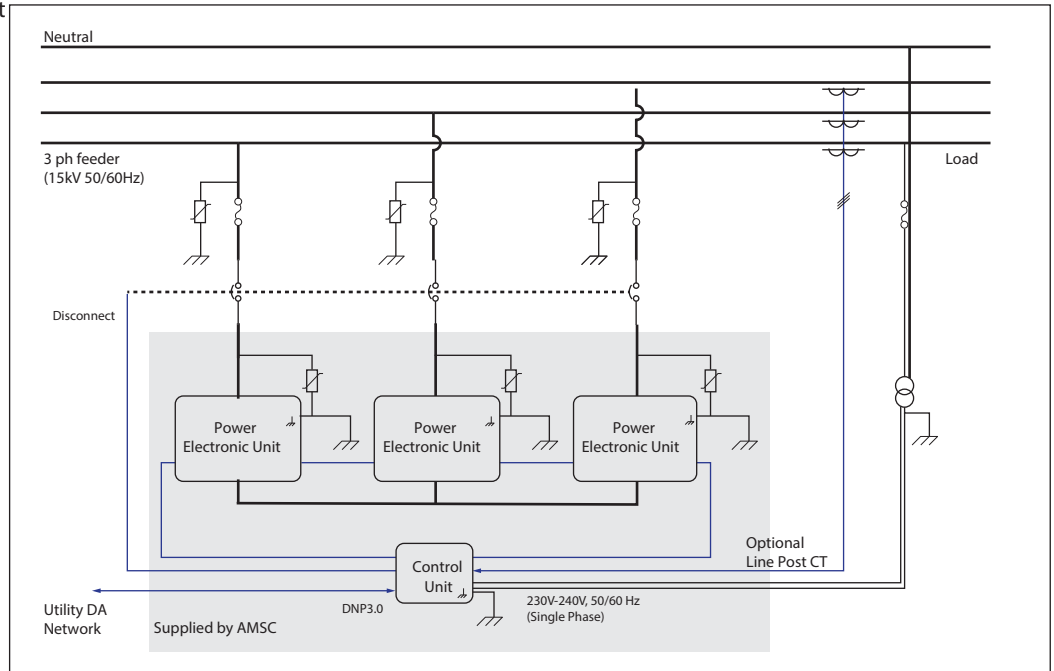 t
Neutral
3 ph feeder
(15kV 50/60Hz)
Load
Disconnect
Power
Electronic Unit
Power
Electronic Unit
Power
Electronic Unit
Optional
Line Post CT
Control
Unit
Utility DA
Network
DNP3.0
230V-240V, 50/60 Hz
(Single Phase)
Supplied by AMSC